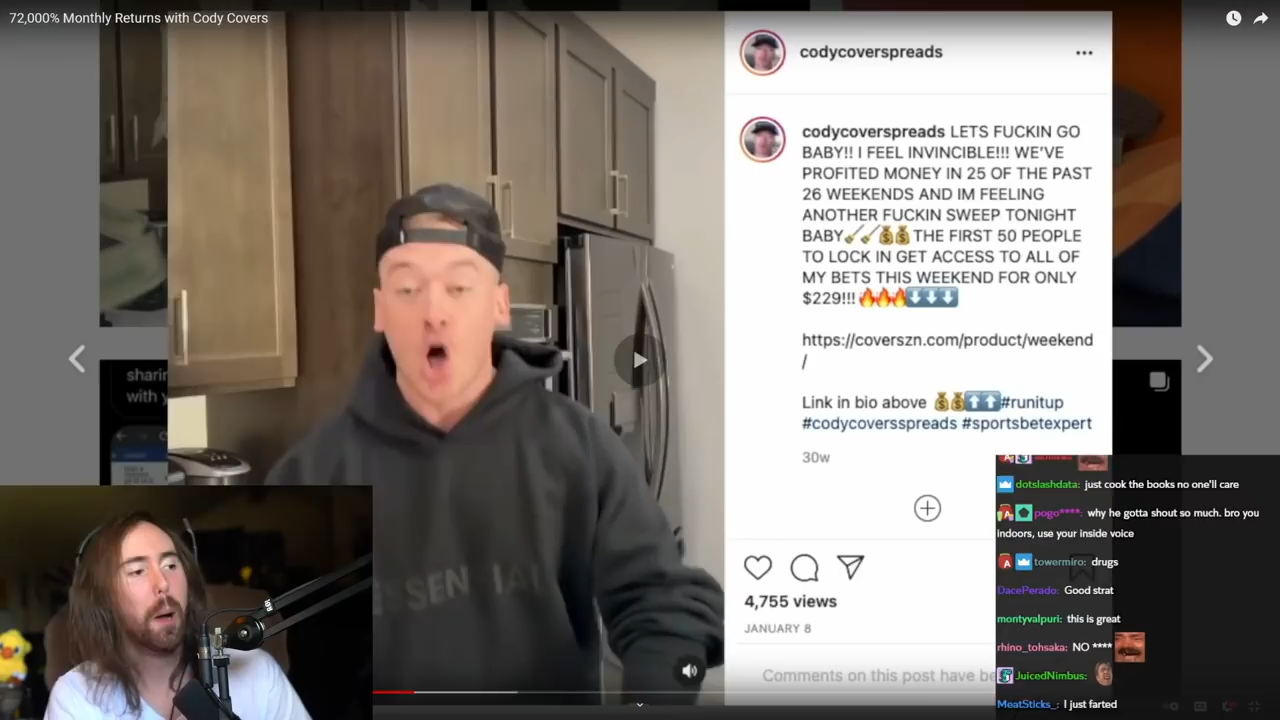 72,000% Monthly Returns with Cody Covers
codycoverspreads
codycoverspreads LETS FUCKIN GO
BABY!! I FEEL INVINCIBLE!!! WE'VE
PROFITED MONEY IN 25 OF THE PAST
26 WEEKENDS AND IM FEELING
ANOTHER FUCKIN SWEEP TONIGHT
BABY🧹🧹💰💰THE FIRST 50 PEOPLE
TO LOCK IN GET ACCESS TO ALL OF
MY BETS THIS WEEKEND FOR ONLY
$229!!!🔥🔥🔥⬇️⬇️⬇️
https://coverszn.com/product/weekend
/
Link in bio above 💰💰⬆️⬆️#runitup
#codycoversspreads #sportsbetexpert
30w
4,755 views
JANUARY 8
Comments on this post have be
sharin
with y
SEN IAL
dotslashdata: just cook the books no one'll care
pogo****: why he gotta shout so much. bro you
indoors, use your inside voice
towermiro: drugs
DacePerado: Good strat
montyvalpuri: this is great
rhino_tohsaka: NO ****
JuicedNimbus:
MeatSticks_: I just farted